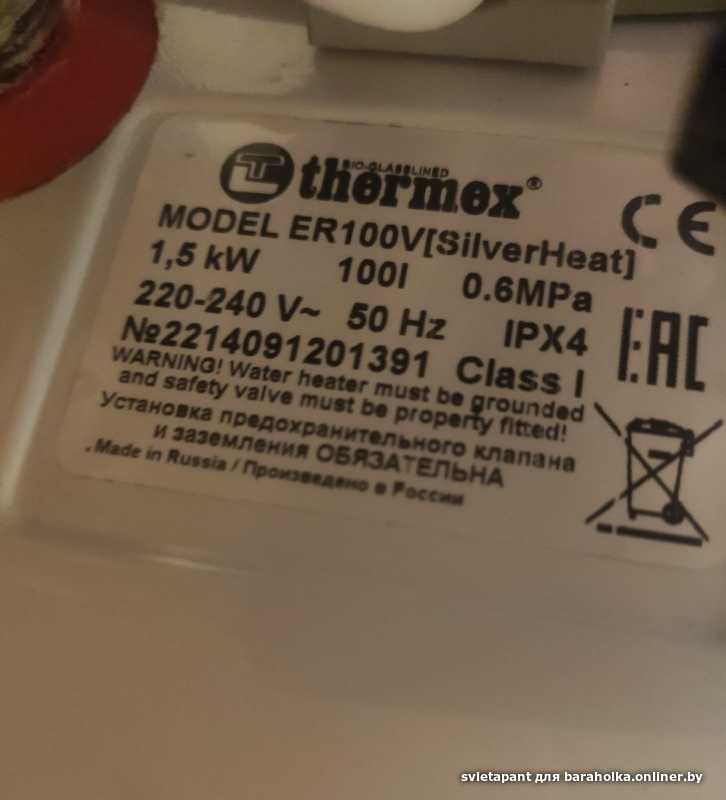 BIO-GLASSLINED
thermex®
MODEL ER100V[SilverHeat]
1,5 kW 100l 0.6MPa
220-240 V~ 50 Hz IPX4
№2214091201391 Class I
WARNING! Water heater must be grounded
and safety valve must be property fitted!
Установка предохранительного клапана
и заземления ОБЯЗАТЕЛЬНА
Made in Russia / Произведено в России
CE
EAC
svietapant для baraholka.onliner.by